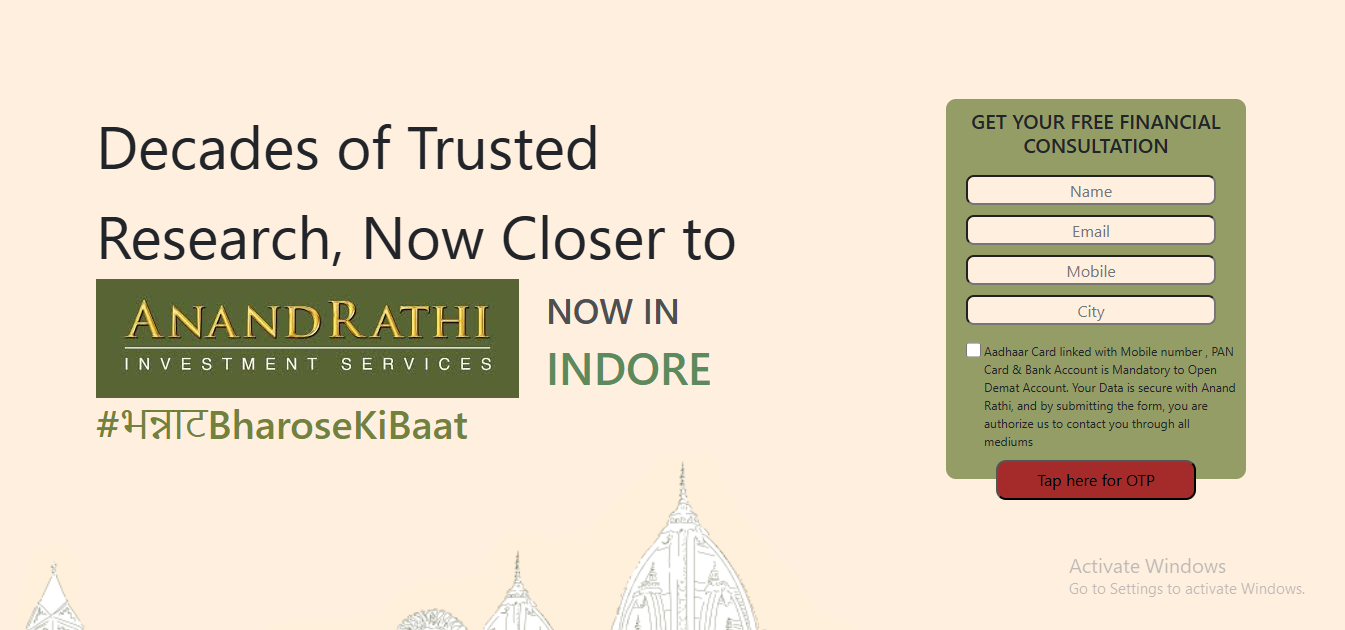 Decades of Trusted
Research, Now Closer to
ANANDRATHI
INVESTMENT SERVICES
NOW IN
INDORE
#भन्नाटBharoseKiBaat
GET YOUR FREE FINANCIAL
CONSULTATION
Name
Email
Mobile
City
Aadhaar Card linked with Mobile number , PAN
Card & Bank Account is Mandatory to Open
Demat Account. Your Data is secure with Anand
Rathi, and by submitting the form, you are
authorize us to contact you through all
mediums
Tap here for OTP
Activate Windows
Go to Settings to activate Windows.